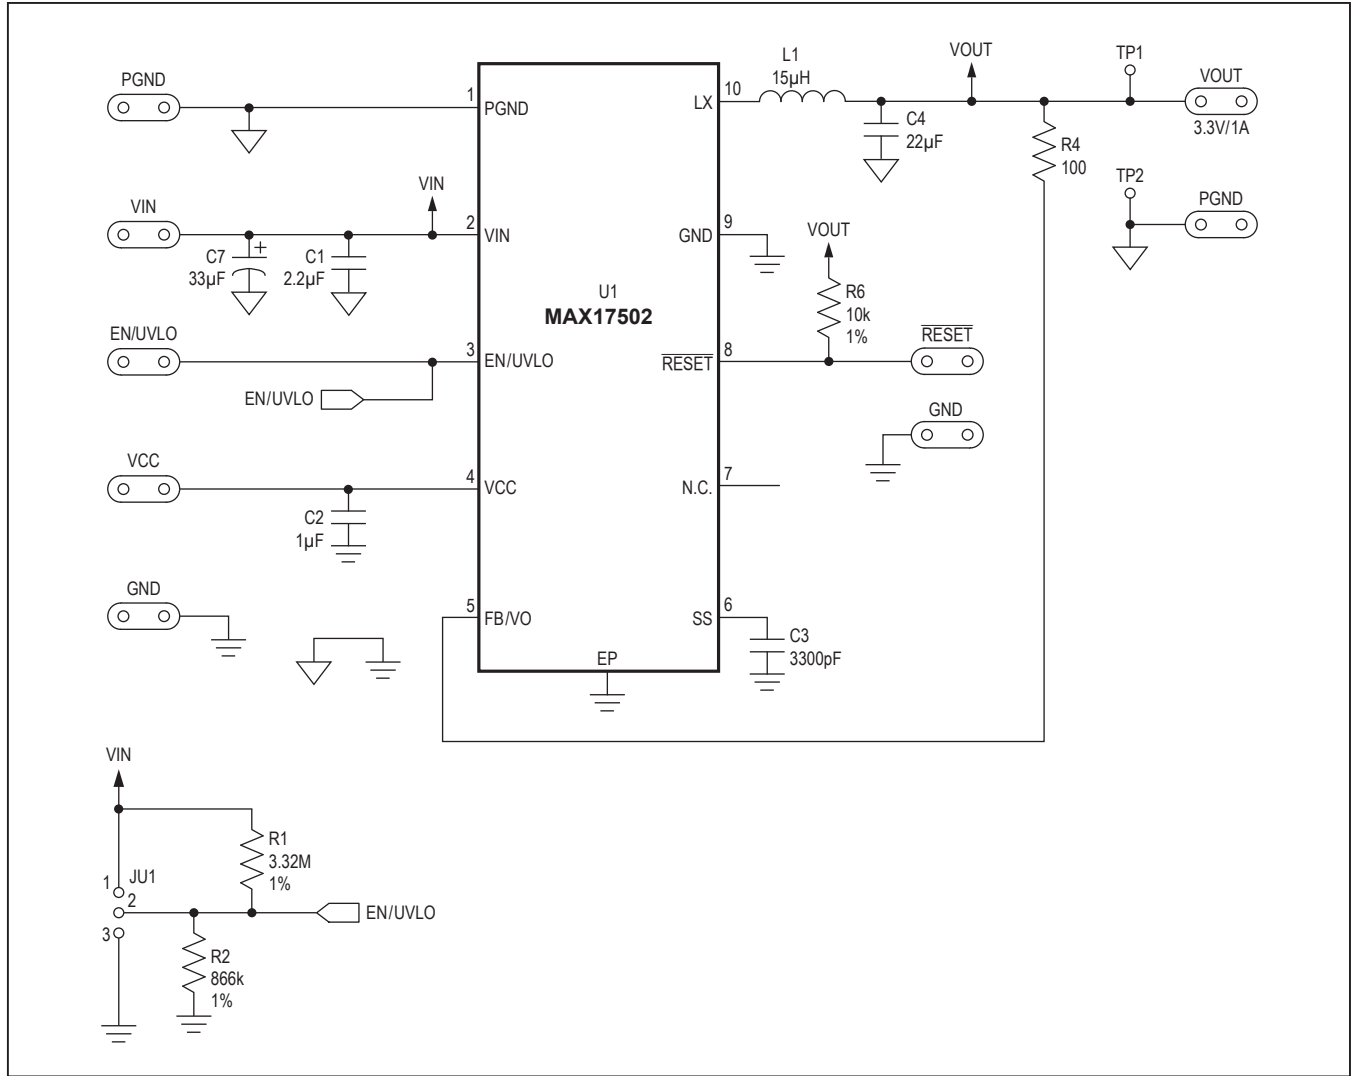 PGND
1
PGND
VIN
VIN
2
VIN
C7
33µF
+
C1
2.2µF
EN/UVLO
3
EN/UVLO
EN/UVLO
VCC
4
VCC
C2
1µF
GND
5
FB/VO
U1
MAX17502
EP
L1
15µH
10
LX
C4
22µF
VOUT
TP1
VOUT
3.3V/1A
R4
100
TP2
PGND
9
GND
VOUT
R6
10k
1%
8
RESET
RESET
GND
7
N.C.
6
SS
C3
3300pF
VIN
R1
3.32M
1%
1
JU1
2
3
EN/UVLO
R2
866k
1%